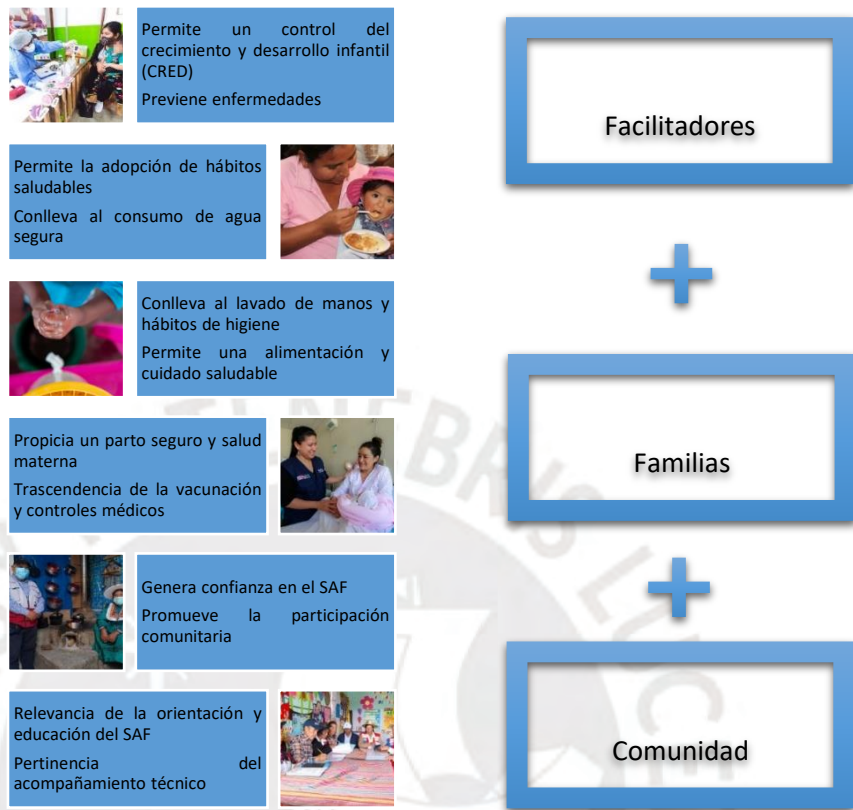 Permite un control del
crecimiento y desarrollo infantil
(CRED)
Previene enfermedades
Permite la adopción de hábitos
saludables
Conlleva al consumo de agua
segura
Conlleva al lavado de manos y
hábitos de higiene
Permite una alimentación y
cuidado saludable
Propicia un parto seguro y salud
materna
Trascendencia de la vacunación
y controles médicos
Genera confianza en el SAF
Promueve la participación
comunitaria
Relevancia de la orientación y
educación del SAF
Pertinencia del
acompañamiento técnico
Facilitadores
+
Familias
+
Comunidad